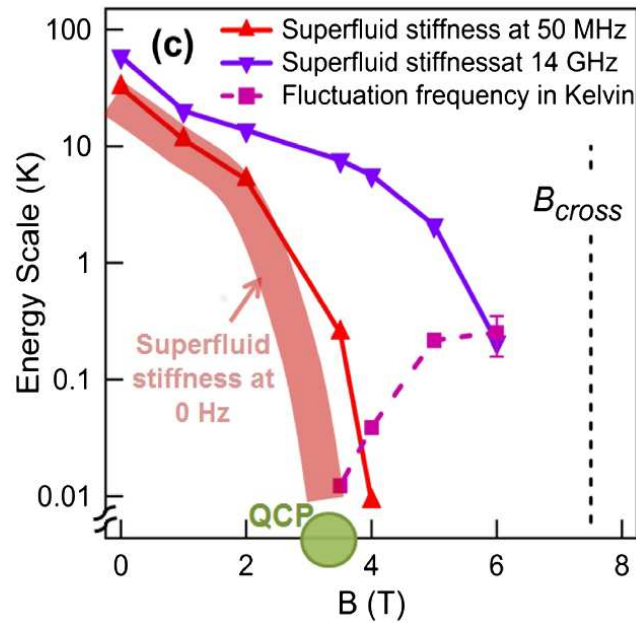 (c)
Superfluid stiffness at 50 MHz
Superfluid stiffnessat 14 GHz
Fluctuation frequency in Kelvin
100
10
1
0.1
0.01
Energy Scale (K)
Bcross
Superfluid
stiffness at
0 Hz
QCP
0 2 4 6 8
B (T)